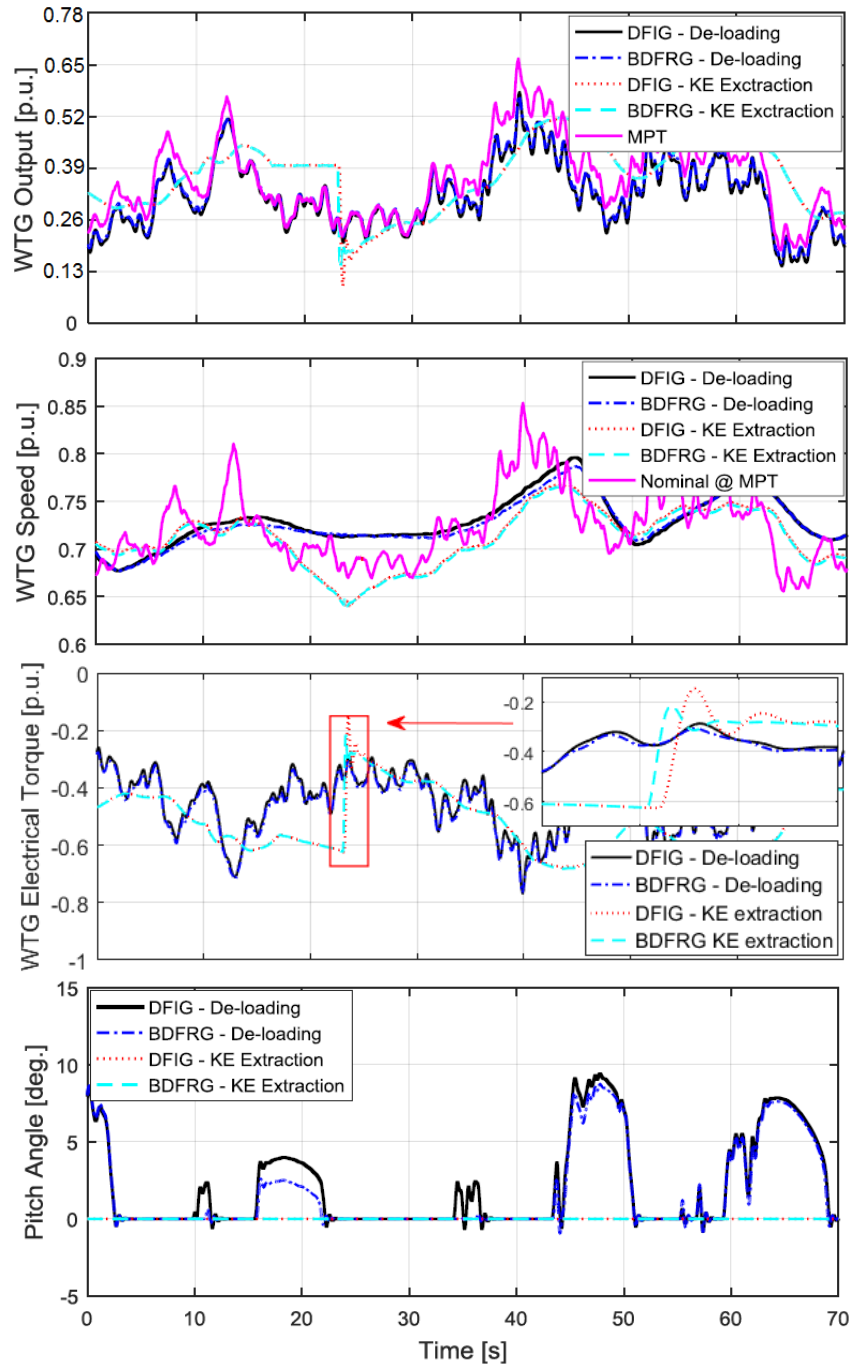 WTG Output [p.u.]
0.78
0.65
0.52
0.39
0.26
0.13
0
DFIG - De-loading
BDFRG - De-loading
DFIG - KE Exctraction
BDFRG - KE Exctraction
MPT
WTG Speed [p.u.]
0.9
0.85
0.8
0.75
0.7
0.65
0.6
DFIG - De-loading
BDFRG - De-loading
DFIG - KE Extraction
BDFRG - KE Extraction
Nominal @ MPT
WTG Electrical Torque [p.u.]
-0
-0.2
-0.4
-0.6
-0.8
-1
-0.2
-0.4
-0.6
DFIG - De-loading
BDFRG - De-loading
DFIG - KE extraction
BDFRG KE extraction
Pitch Angle [deg.]
15
10
5
0
-5
DFIG - De-loading
BDFRG - De-loading
DFIG - KE Extraction
BDFRG - KE Extraction
0 10 20 30 40 50 60 70
Time [s]